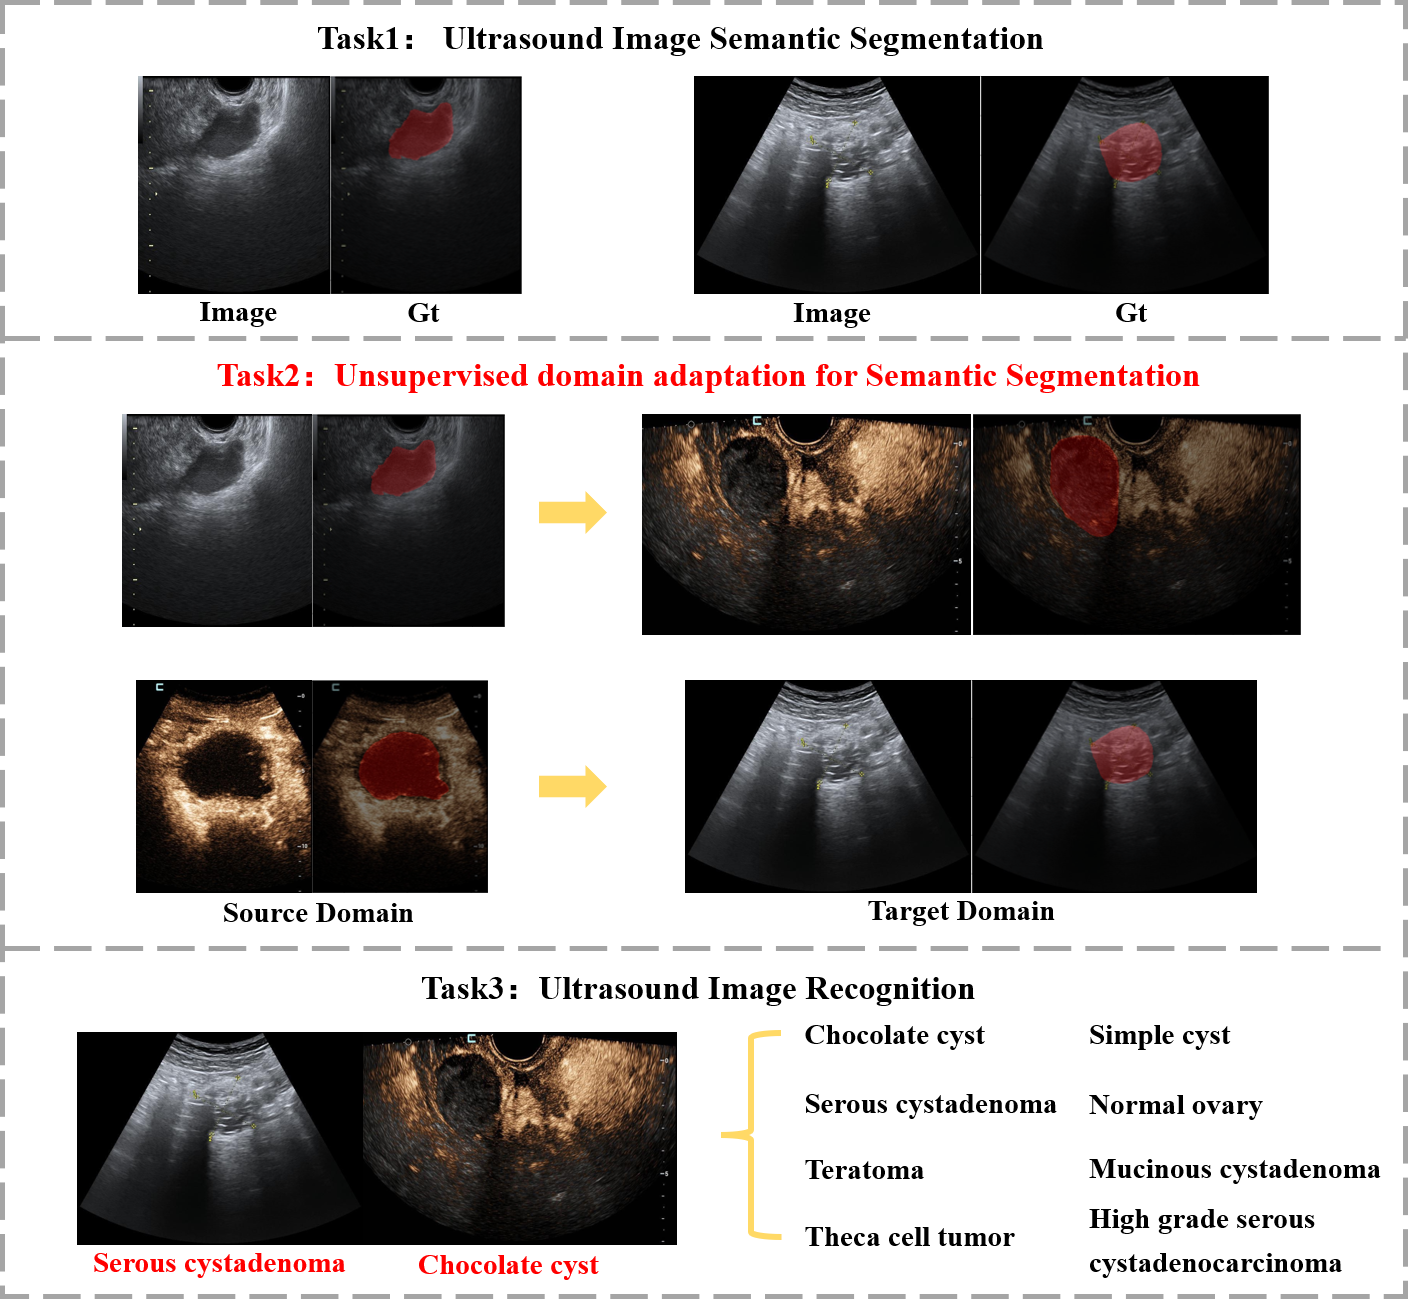 Task1： Ultrasound Image Semantic Segmentation
Image
Gt
Image
Gt
Task2：Unsupervised domain adaptation for Semantic Segmentation
Source Domain
Target Domain
Task3：Ultrasound Image Recognition
Serous cystadenoma
Chocolate cyst
Chocolate cyst
Simple cyst
Serous cystadenoma
Normal ovary
Teratoma
Mucinous cystadenoma
Theca cell tumor
High grade serous
cystadenocarcinoma